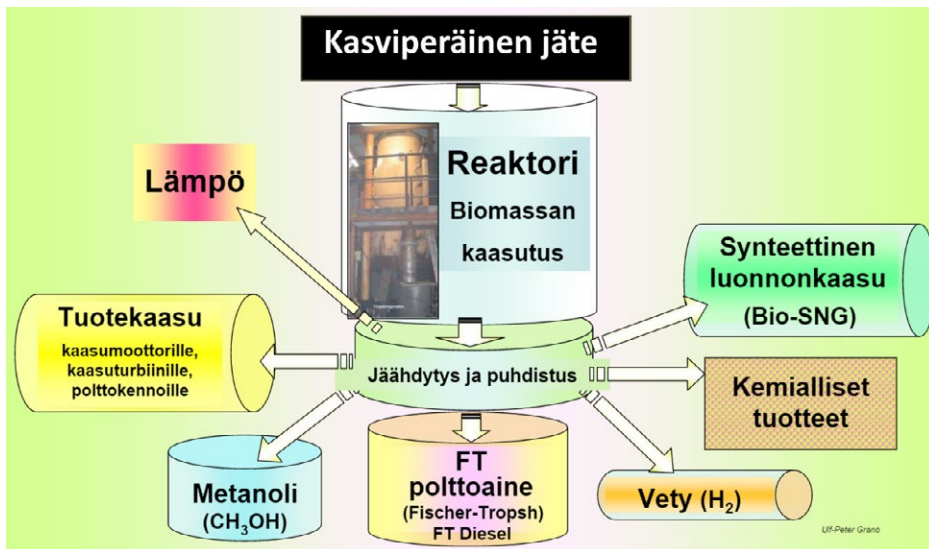 Kasviperäinen jäte
Reaktori
Biomassan
kaasutus
Lämpö
Synteettinen
luonnonkaasu
(Bio-SNG)
Tuotekaasu
kaasumoottorille,
kaasuturbiinille,
polttokennoille
Jäähdytys ja puhdistus
Kemialliset
tuotteet
Metanoli
(CH₃OH)
FT
polttoaine
(Fischer-Tropsh)
FT Diesel
Vety (H₂)
Ulf-Peter Granö